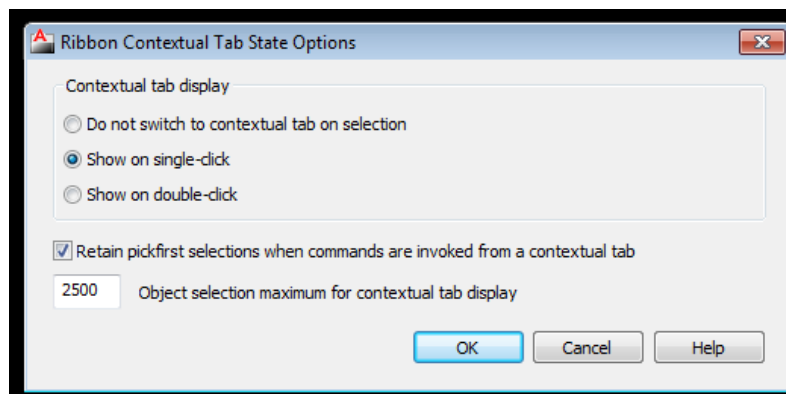 Ribbon Contextual Tab State Options
Contextual tab display
Do not switch to contextual tab on selection
Show on single-click
Show on double-click
Retain pickfirst selections when commands are invoked from a contextual tab
2500 Object selection maximum for contextual tab display
OK Cancel Help